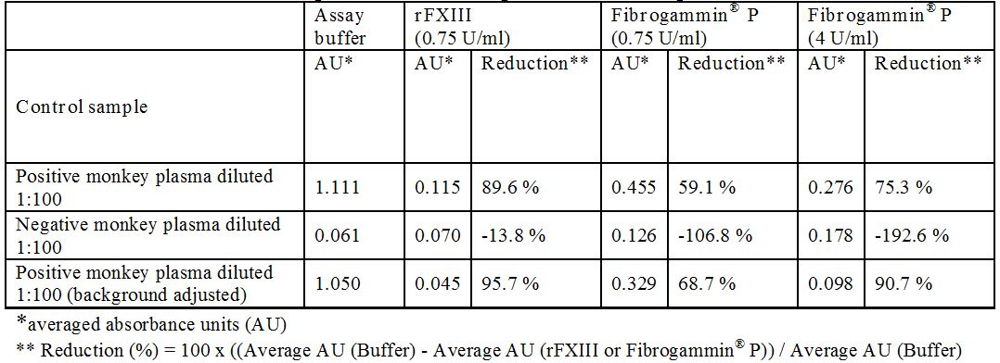 Assay buffer rFXIII (0.75 U/ml) Fibrogammin® P (0.75 U/ml) Fibrogammin® P (4 U/ml)
Control sample AU* AU* Reduction** AU* Reduction** AU* Reduction**
Positive monkey plasma diluted 1:100 1.111 0.115 89.6 % 0.455 59.1 % 0.276 75.3 %
Negative monkey plasma diluted 1:100 0.061 0.070 -13.8 % 0.126 -106.8 % 0.178 -192.6 %
Positive monkey plasma diluted 1:100 (background adjusted) 1.050 0.045 95.7 % 0.329 68.7 % 0.098 90.7 %
*averaged absorbance units (AU)
** Reduction (%) = 100 x ((Average AU (Buffer) - Average AU (rFXIII or Fibrogammin® P)) / Average AU (Buffer)